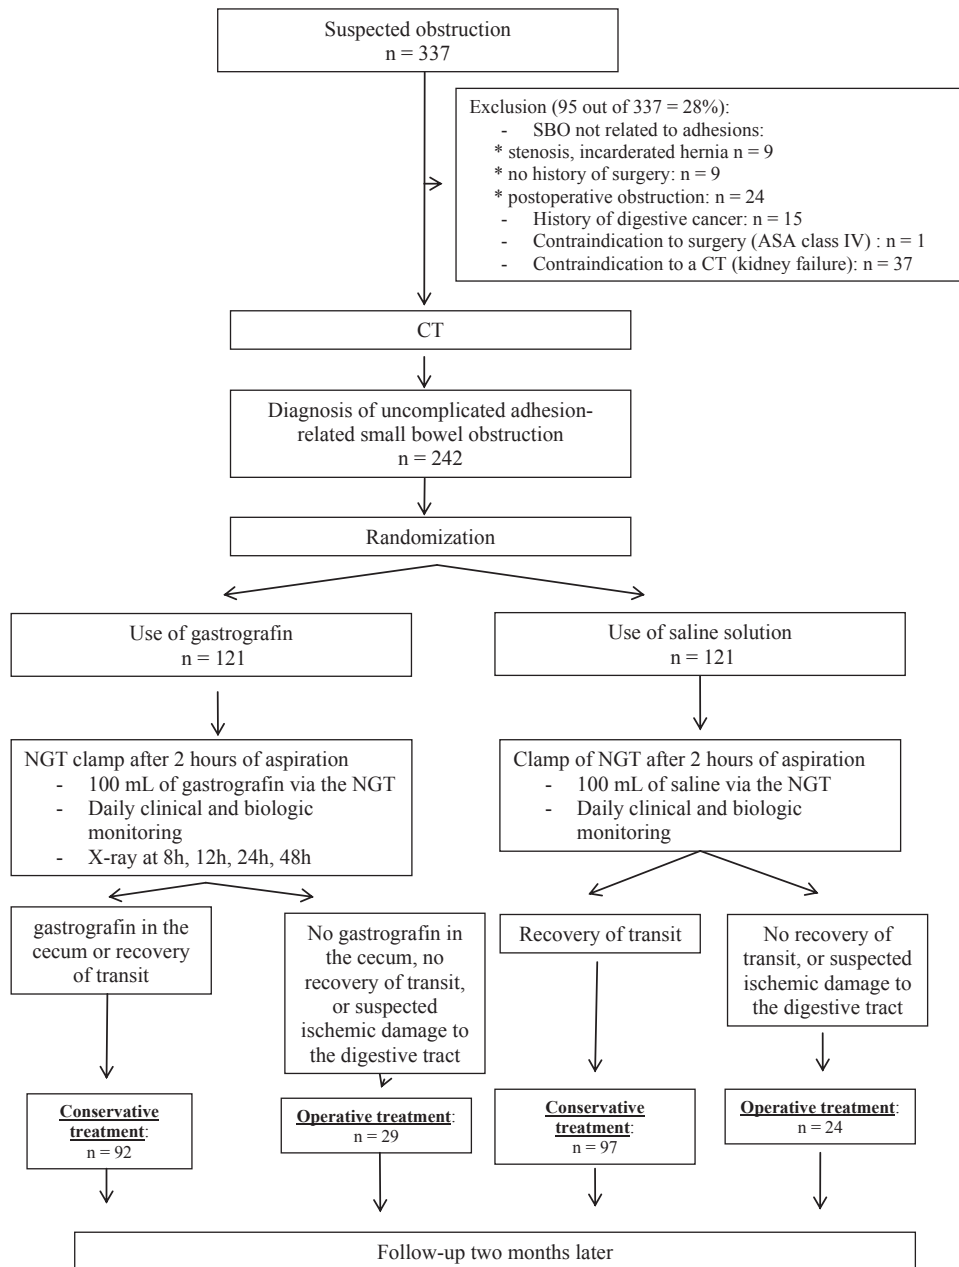 Suspected obstruction
n = 337
Exclusion (95 out of 337 = 28%):
- SBO not related to adhesions:
* stenosis, incarderated hernia n = 9
* no history of surgery: n = 9
* postoperative obstruction: n = 24
- History of digestive cancer: n = 15
- Contraindication to surgery (ASA class IV) : n = 1
- Contraindication to a CT (kidney failure): n = 37
CT
Diagnosis of uncomplicated adhesion-
related small bowel obstruction
n = 242
Randomization
Use of gastrografin
n = 121
Use of saline solution
n = 121
NGT clamp after 2 hours of aspiration
- 100 mL of gastrografin via the NGT
- Daily clinical and biologic
monitoring
- X-ray at 8h, 12h, 24h, 48h
Clamp of NGT after 2 hours of aspiration
- 100 mL of saline via the NGT
- Daily clinical and biologic
monitoring
gastrografin in the
cecum or recovery
of transit
No gastrografin in
the cecum, no
recovery of transit,
or suspected
ischemic damage to
the digestive tract
Recovery of transit
No recovery of
transit, or suspected
ischemic damage to
the digestive tract
Conservative
treatment:
n = 92
Operative treatment:
n = 29
Conservative
treatment:
n = 97
Operative treatment:
n = 24
Follow-up two months later